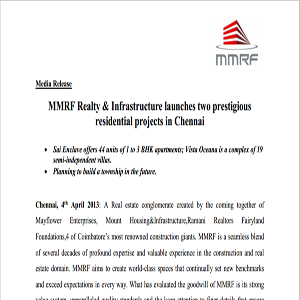 MMRF
Media Release
MMRF Realty & Infrastructure launches two prestigious
residential projects in Chennai
• Sai Enclave offers 44 units of 1 to 3 BHK apartments; Vista Oceana is a complex of 19
semi-independent villas.
• Planning to build a township in the future.
Chennai, 4th April 2013: A Real estate conglomerate created by the coming together of
Mayflower Enterprises, Mount Housing&Infrastructure,Ramani Realtors Fairyland
Foundations,4 of Coimbatore's most renowned construction giants. MMRF is a seamless blend
of several decades of profound expertise and valuable experience in the construction and real
estate domain. MMRF aims to create world-class spaces that continually set new benchmarks
and exceed expectations in every way. What has evaluated the goodwill of MMRF is its strong